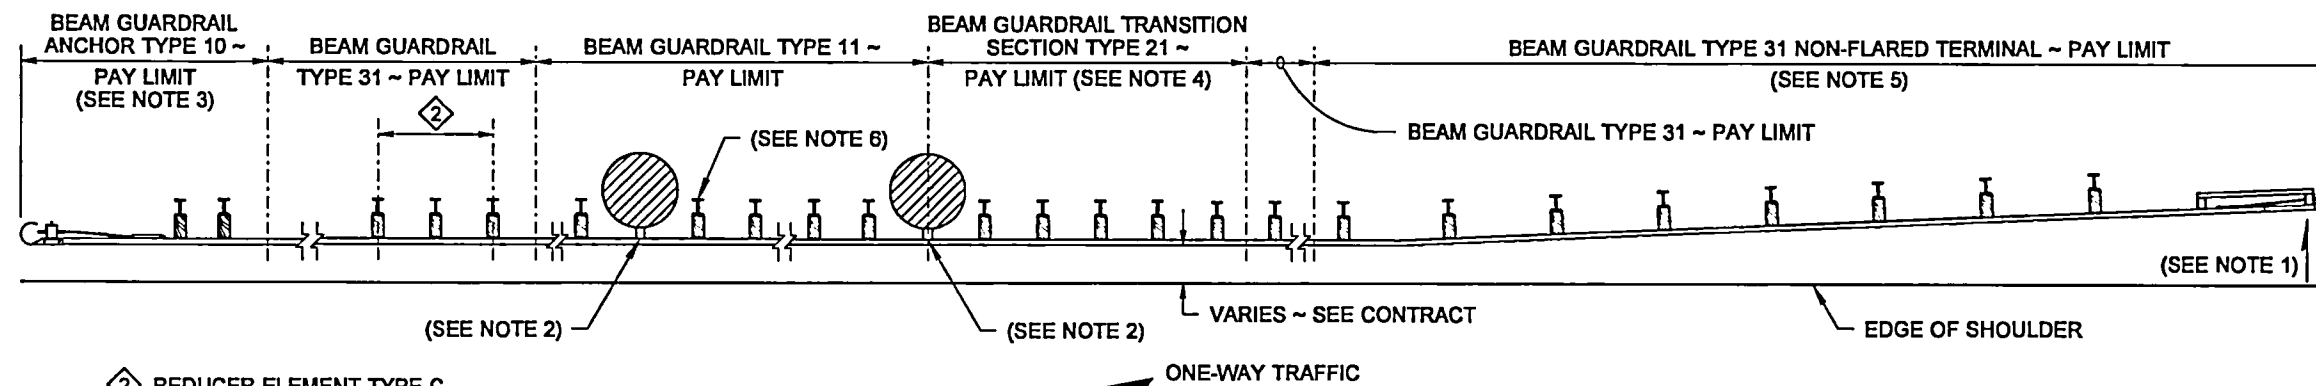 BEAM GUARDRAIL
ANCHOR TYPE 10 ~
PAY LIMIT
(SEE NOTE 3)
BEAM GUARDRAIL
TYPE 31 ~ PAY LIMIT
2
BEAM GUARDRAIL TYPE 11 ~
PAY LIMIT
BEAM GUARDRAIL TRANSITION
SECTION TYPE 21 ~
PAY LIMIT (SEE NOTE 4)
BEAM GUARDRAIL TYPE 31 NON-FLARED TERMINAL ~ PAY LIMIT
(SEE NOTE 5)
BEAM GUARDRAIL TYPE 31 ~ PAY LIMIT
(SEE NOTE 6)
(SEE NOTE 1)
(SEE NOTE 2)
(SEE NOTE 2)
VARIES ~ SEE CONTRACT
EDGE OF SHOULDER
2 REDUCER ELEMENT TYPE C
ONE-WAY TRAFFIC